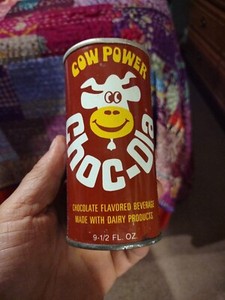 COW POWER
CHOC-OLA
CHOCOLATE FLAVORED BEVERAGE
MADE WITH DAIRY PRODUCTS
9-1/2 FL. OZ.